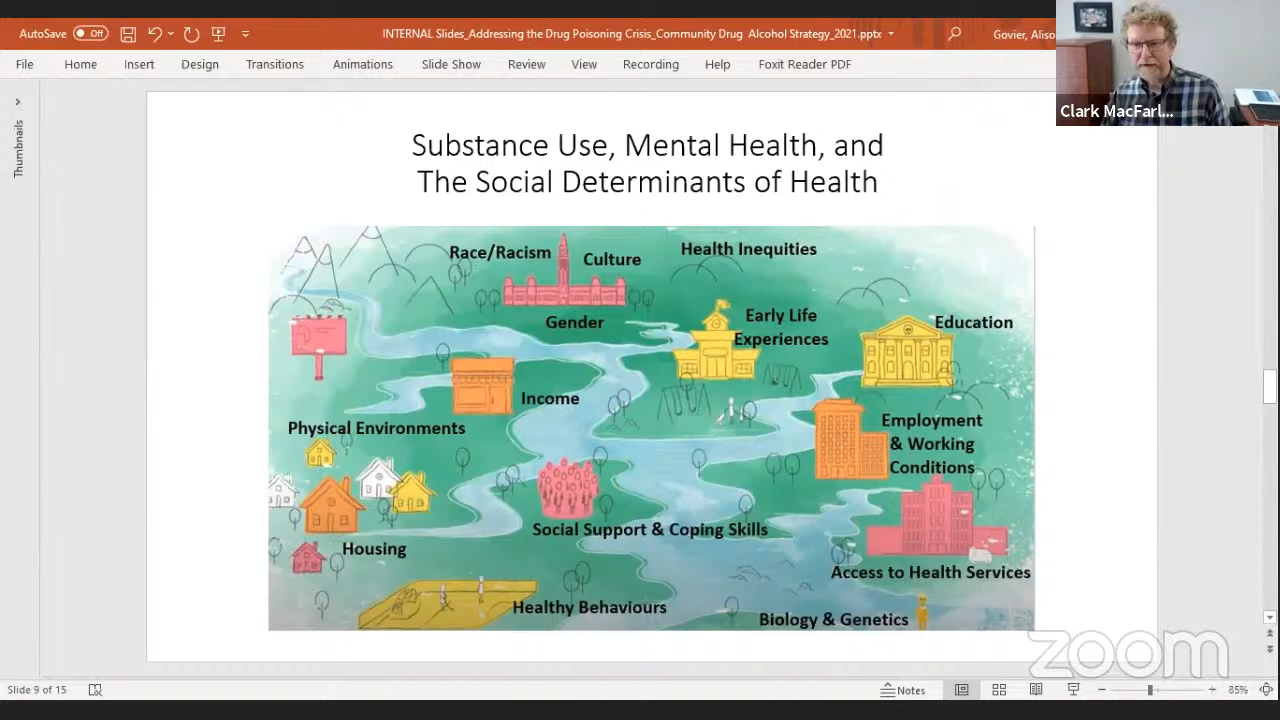 AutoSave Off
INTERNAL Slides_Addressing the Drug Poisoning Crisis_Community Drug Alcohol Strategy_2021.pptx
Govier, Aliso
File Home Insert Design Transitions Animations Slide Show Review View Recording Help Foxit Reader PDF
Clark MacFarl...
Thumbnails
Substance Use, Mental Health, and
The Social Determinants of Health
Race/Racism
Culture
Health Inequities
Gender
Early Life
Experiences
Education
Income
Physical Environments
Employment
& Working
Conditions
Social Support & Coping Skills
Housing
Access to Health Services
Healthy Behaviours
Biology & Genetics
zoom
Slide 9 of 15
Notes
85%